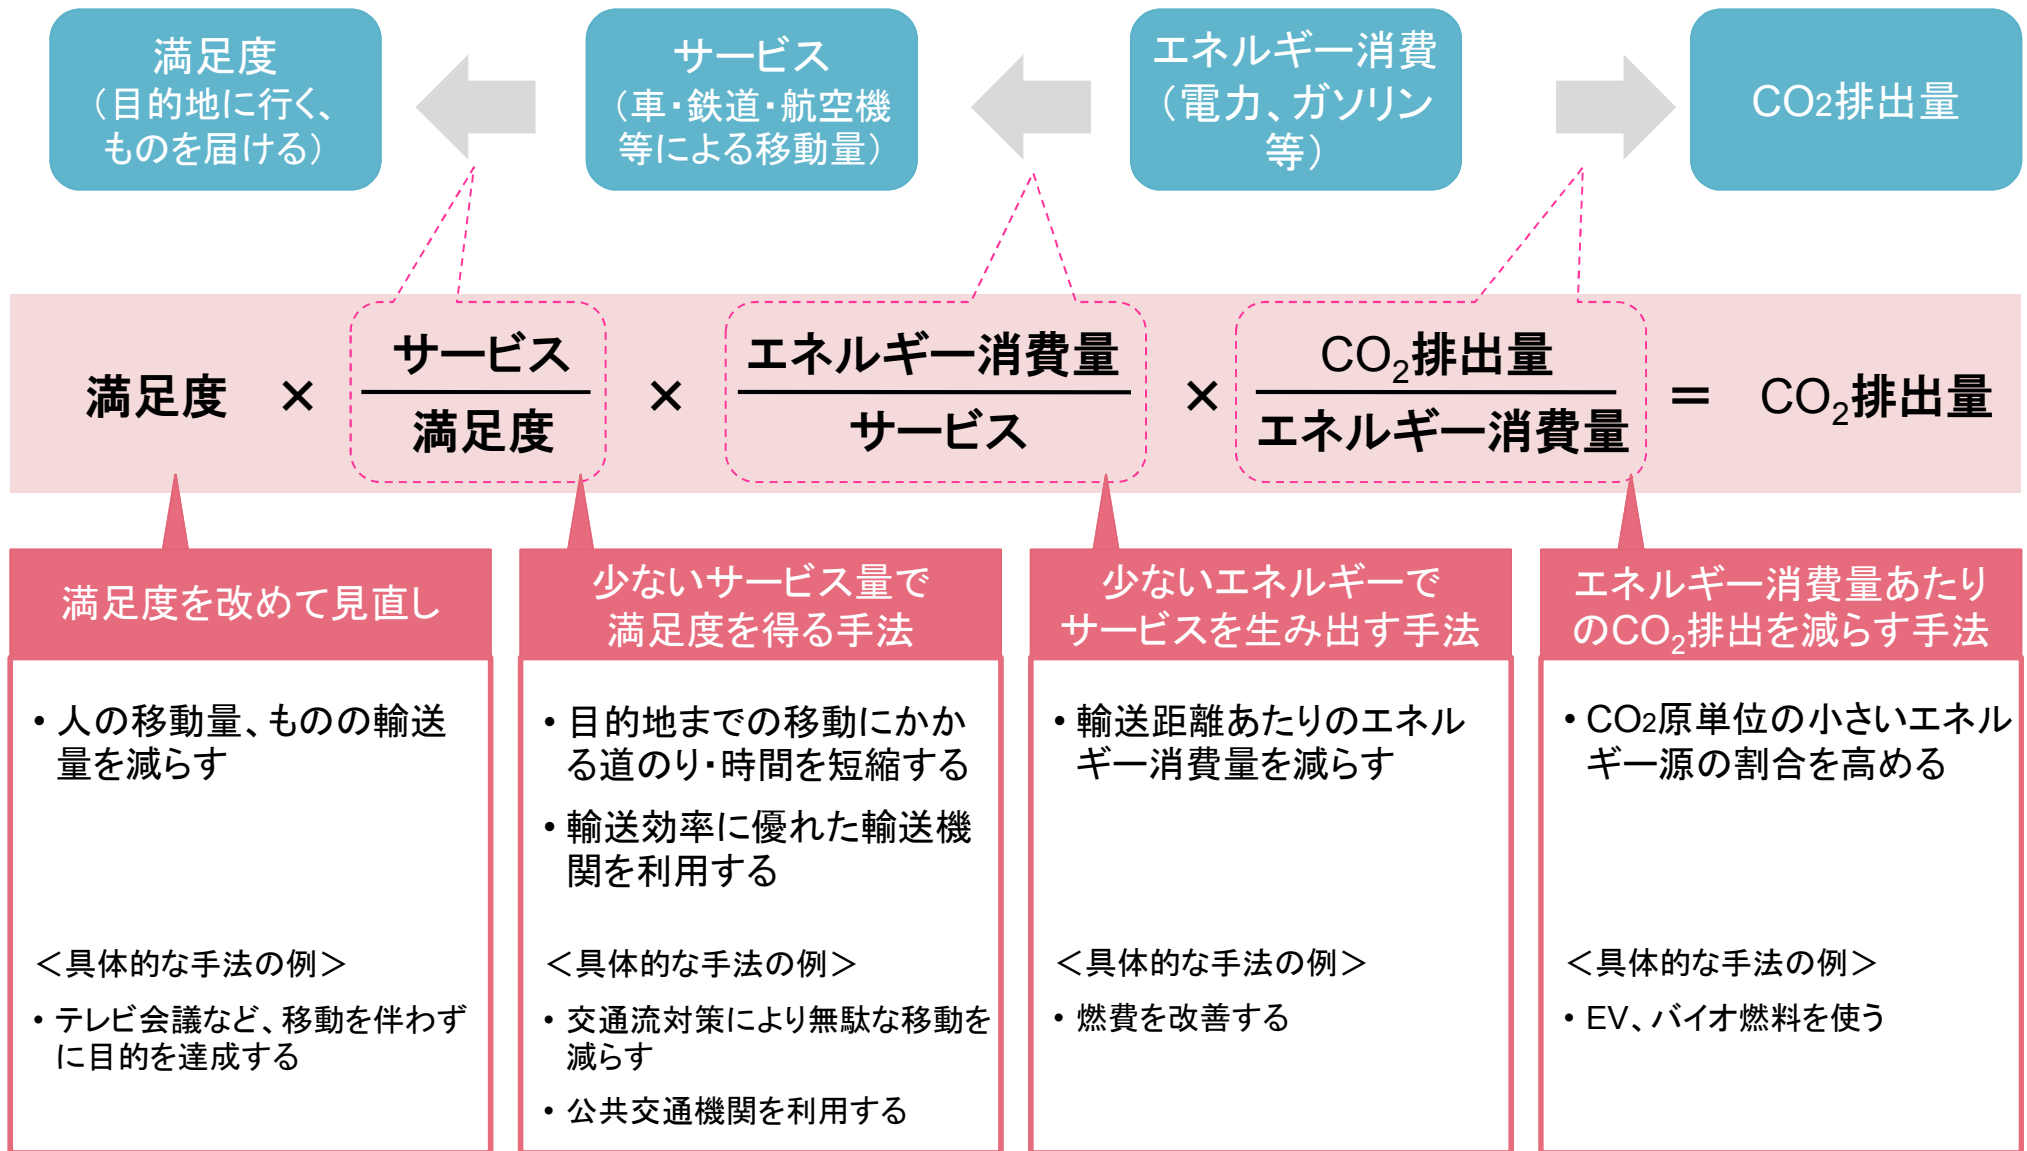 満足度
（目的地に行く、
ものを届ける）
サービス
（車・鉄道・航空機
等による移動量）
エネルギー消費
（電力、ガソリン
等）
CO2排出量
満足度 × サービス/満足度 × エネルギー消費量/サービス × CO₂排出量/エネルギー消費量 ＝ CO₂排出量
満足度を改めて見直し
• 人の移動量、ものの輸送
量を減らす
＜具体的な手法の例＞
• テレビ会議など、移動を伴わず
に目的を達成する
少ないサービス量で
満足度を得る手法
• 目的地までの移動にかか
る道のり・時間を短縮する
• 輸送効率に優れた輸送機
関を利用する
＜具体的な手法の例＞
• 交通流対策により無駄な移動を
減らす
• 公共交通機関を利用する
少ないエネルギーで
サービスを生み出す手法
• 輸送距離あたりのエネル
ギー消費量を減らす
＜具体的な手法の例＞
• 燃費を改善する
エネルギー消費量あたり
のCO₂排出を減らす手法
• CO2原単位の小さいエネル
ギー源の割合を高める
＜具体的な手法の例＞
• EV、バイオ燃料を使う